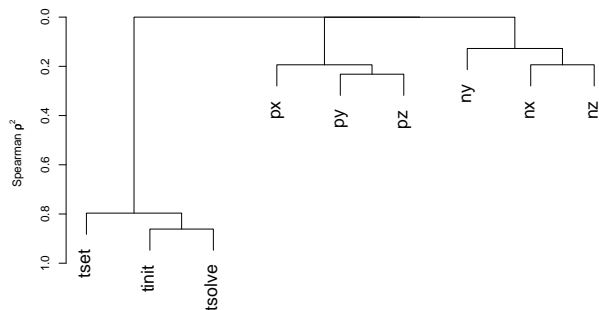 Spearman ρ²
0.0
0.2
0.4
0.6
0.8
1.0
tset
tinit
tsolve
px
py
pz
ny
nx
nz